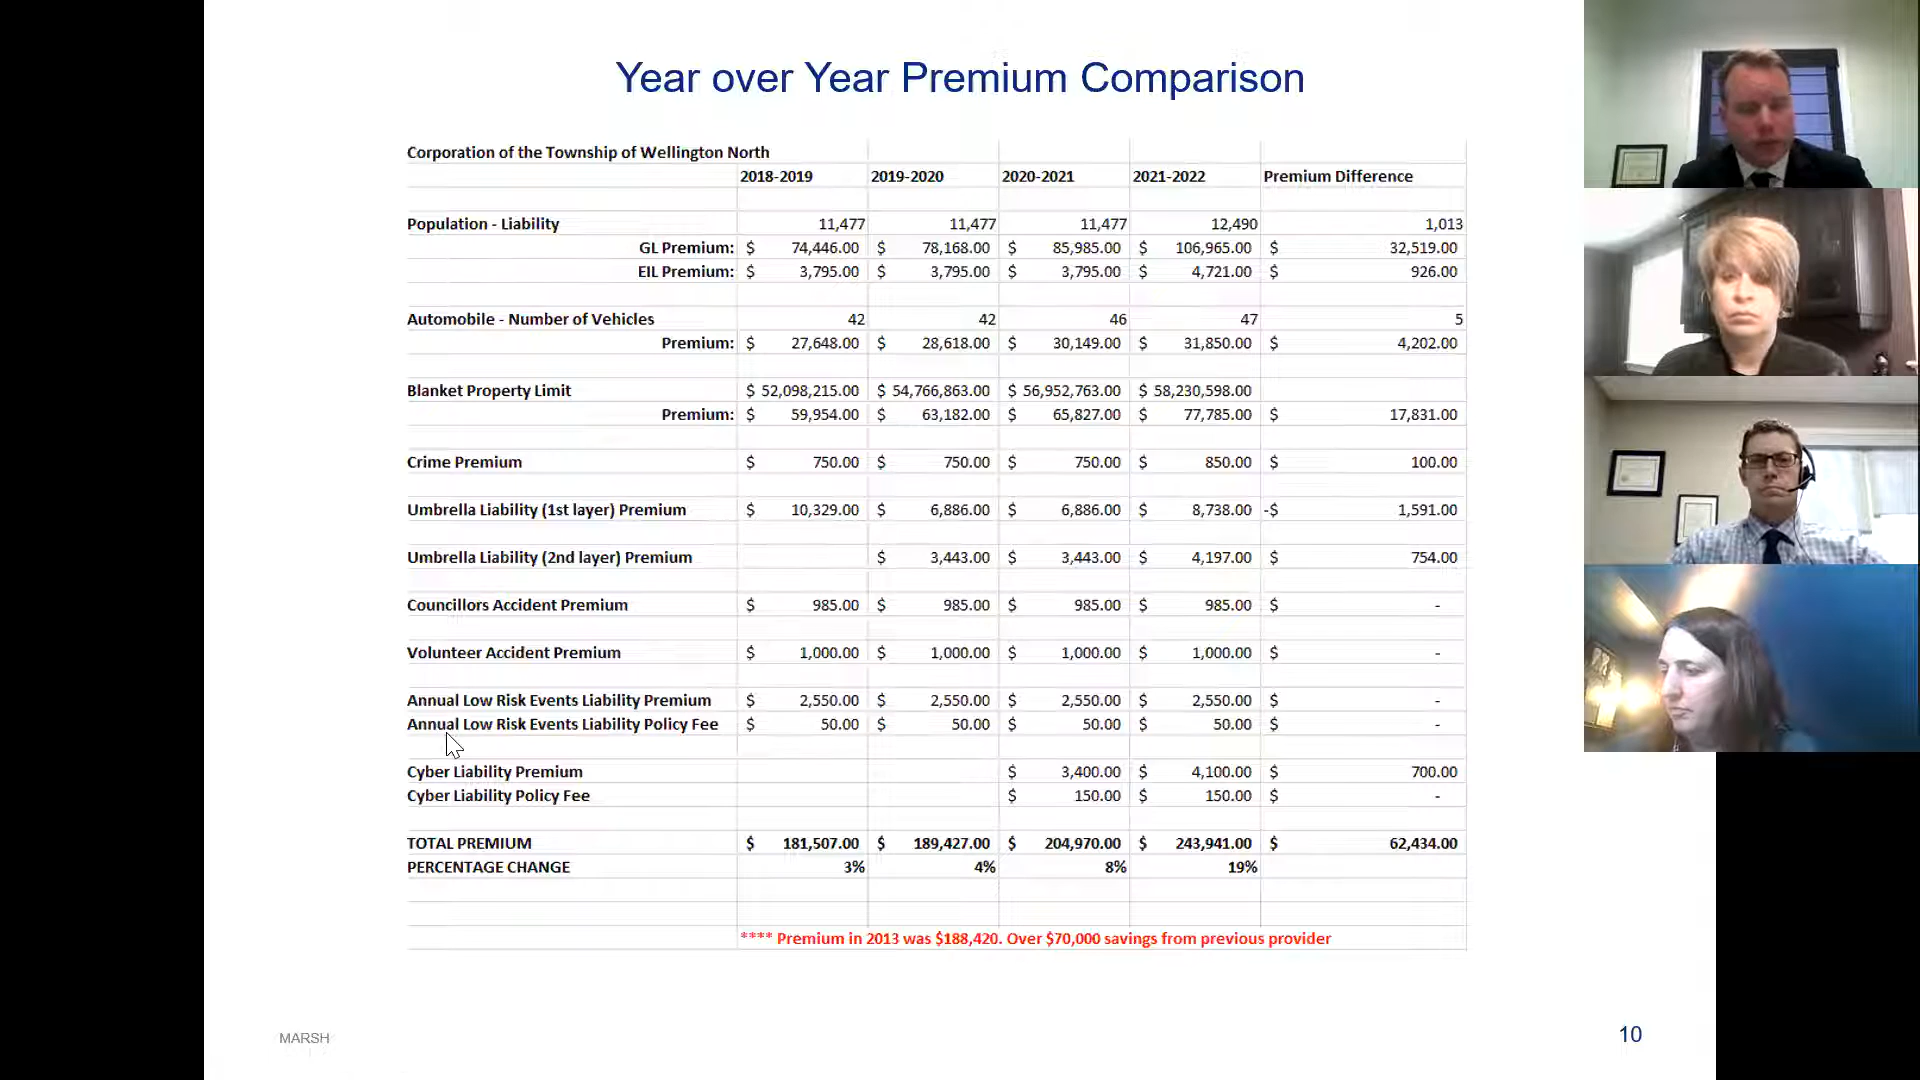 Year over Year Premium Comparison
Corporation of the Township of Wellington North
2018-2019 2019-2020 2020-2021 2021-2022 Premium Difference
Population - Liability 11,477 11,477 11,477 12,490 1,013
GL Premium: $ 74,446.00 $ 78,168.00 $ 85,985.00 $ 106,965.00 $ 32,519.00
EIL Premium: $ 3,795.00 $ 3,795.00 $ 3,795.00 $ 4,721.00 $ 926.00
Automobile - Number of Vehicles 42 42 46 47 5
Premium: $ 27,648.00 $ 28,618.00 $ 30,149.00 $ 31,850.00 $ 4,202.00
Blanket Property Limit $ 52,098,215.00 $ 54,766,863.00 $ 56,952,763.00 $ 58,230,598.00
Premium: $ 59,954.00 $ 63,182.00 $ 65,827.00 $ 77,785.00 $ 17,831.00
Crime Premium $ 750.00 $ 750.00 $ 750.00 $ 850.00 $ 100.00
Umbrella Liability (1st layer) Premium $ 10,329.00 $ 6,886.00 $ 6,886.00 $ 8,738.00 -$ 1,591.00
Umbrella Liability (2nd layer) Premium $ 3,443.00 $ 3,443.00 $ 4,197.00 $ 754.00
Councillors Accident Premium $ 985.00 $ 985.00 $ 985.00 $ 985.00 $ -
Volunteer Accident Premium $ 1,000.00 $ 1,000.00 $ 1,000.00 $ 1,000.00 $ -
Annual Low Risk Events Liability Premium $ 2,550.00 $ 2,550.00 $ 2,550.00 $ 2,550.00 $ -
Annual Low Risk Events Liability Policy Fee $ 50.00 $ 50.00 $ 50.00 $ 50.00 $ -
Cyber Liability Premium $ 3,400.00 $ 4,100.00 $ 700.00
Cyber Liability Policy Fee $ 150.00 $ 150.00 $ -
TOTAL PREMIUM $ 181,507.00 $ 189,427.00 $ 204,970.00 $ 243,941.00 $ 62,434.00
PERCENTAGE CHANGE 3% 4% 8% 19%
**** Premium in 2013 was $188,420. Over $70,000 savings from previous provider
MARSH
10